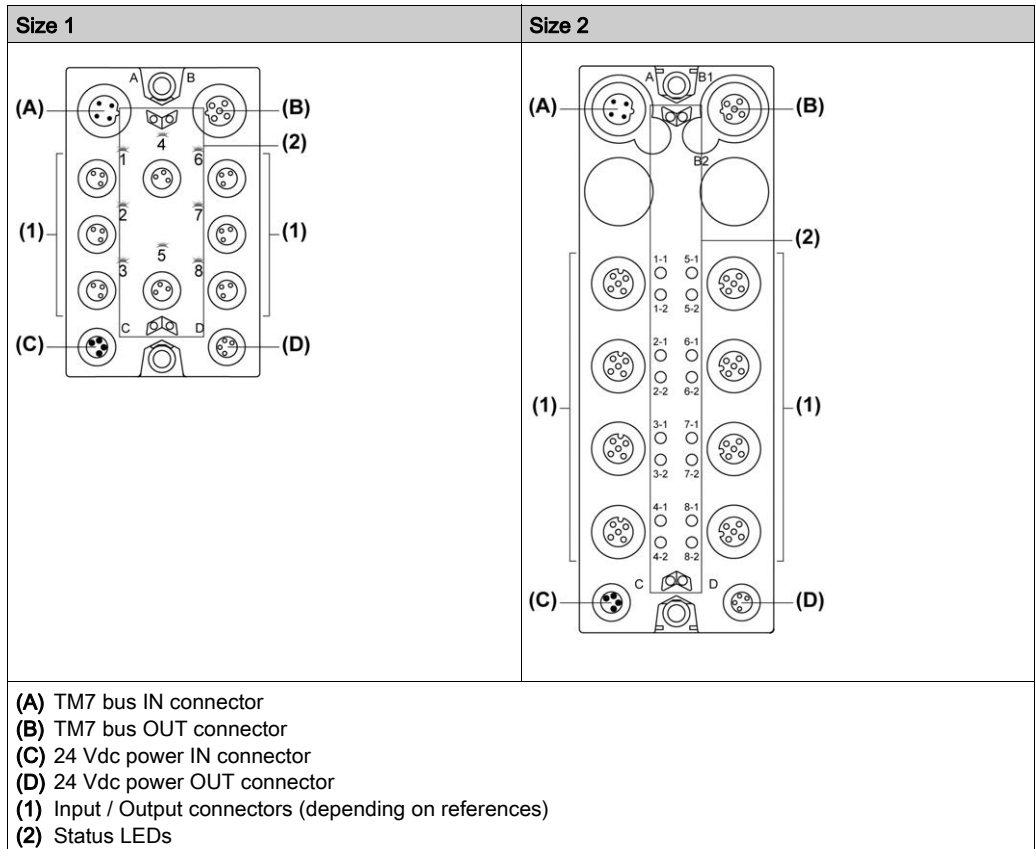 Size 1
Size 2
A B
(A) (B)
4
(2)
1 6
2 7
(1) (1)
5
3 8
C D
(C) (D)
A B1
(A) (B)
B2
(2)
1-1 5-1
1-2 5-2
2-1 6-1
2-2 6-2
(1) (1)
3-1 7-1
3-2 7-2
4-1 8-1
4-2 8-2
C D
(C) (D)
(A) TM7 bus IN connector
(B) TM7 bus OUT connector
(C) 24 Vdc power IN connector
(D) 24 Vdc power OUT connector
(1) Input / Output connectors (depending on references)
(2) Status LEDs